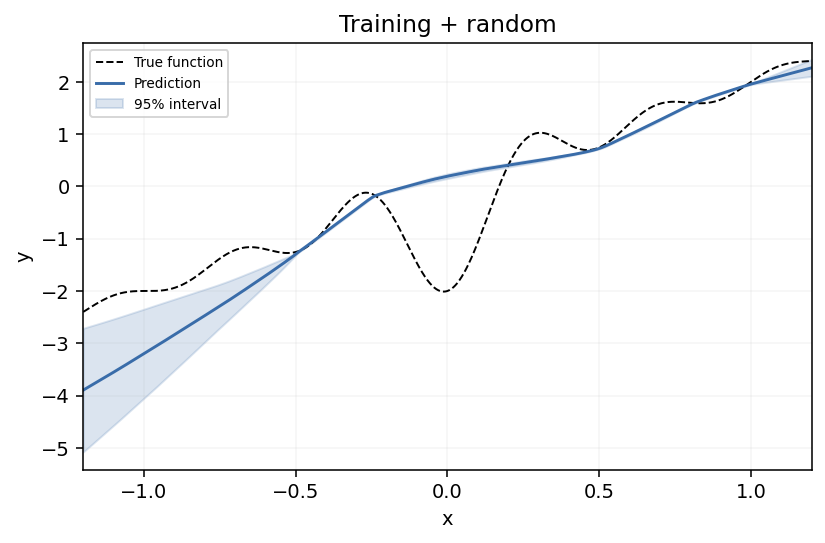 Training + random
True function
Prediction
95% interval
y
2
1
0
−1
−2
−3
−4
−5
−1.0 −0.5 0.0 0.5 1.0
x